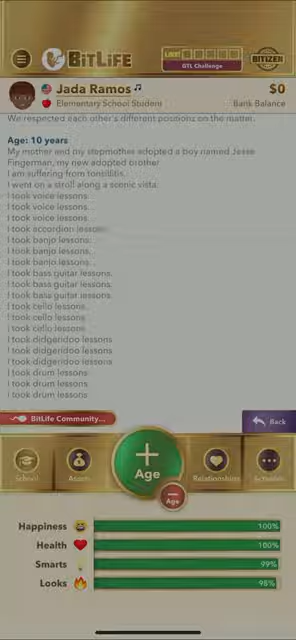 BitLife
LIMITED
GTL Challenge
BITIZEN
Jada Ramos
$0
Elementary School Student
Bank Balance
We respected each other's different positions on the matter.
Age: 10 years
My mother and my stepmother adopted a boy named Jesse
Fingerman, my new adopted brother.
I am suffering from tonsillitis.
I went on a stroll along a scenic vista.
I took voice lessons.
I took voice lessons.
I took voice lessons.
I took accordion lessons.
I took banjo lessons.
I took banjo lessons.
I took banjo lessons.
I took bass guitar lessons.
I took bass guitar lessons.
I took bass guitar lessons.
I took cello lessons.
I took cello lessons.
I took cello lessons.
I took didgeridoo lessons
I took didgeridoo lessons
I took didgeridoo lessons
I took drum lessons
I took drum lessons
I took drum lessons
BitLife Community...
Back
School
Assets
Age
Age
Relationships
Activities
Happiness
100%
Health
100%
Smarts
99%
Looks
98%